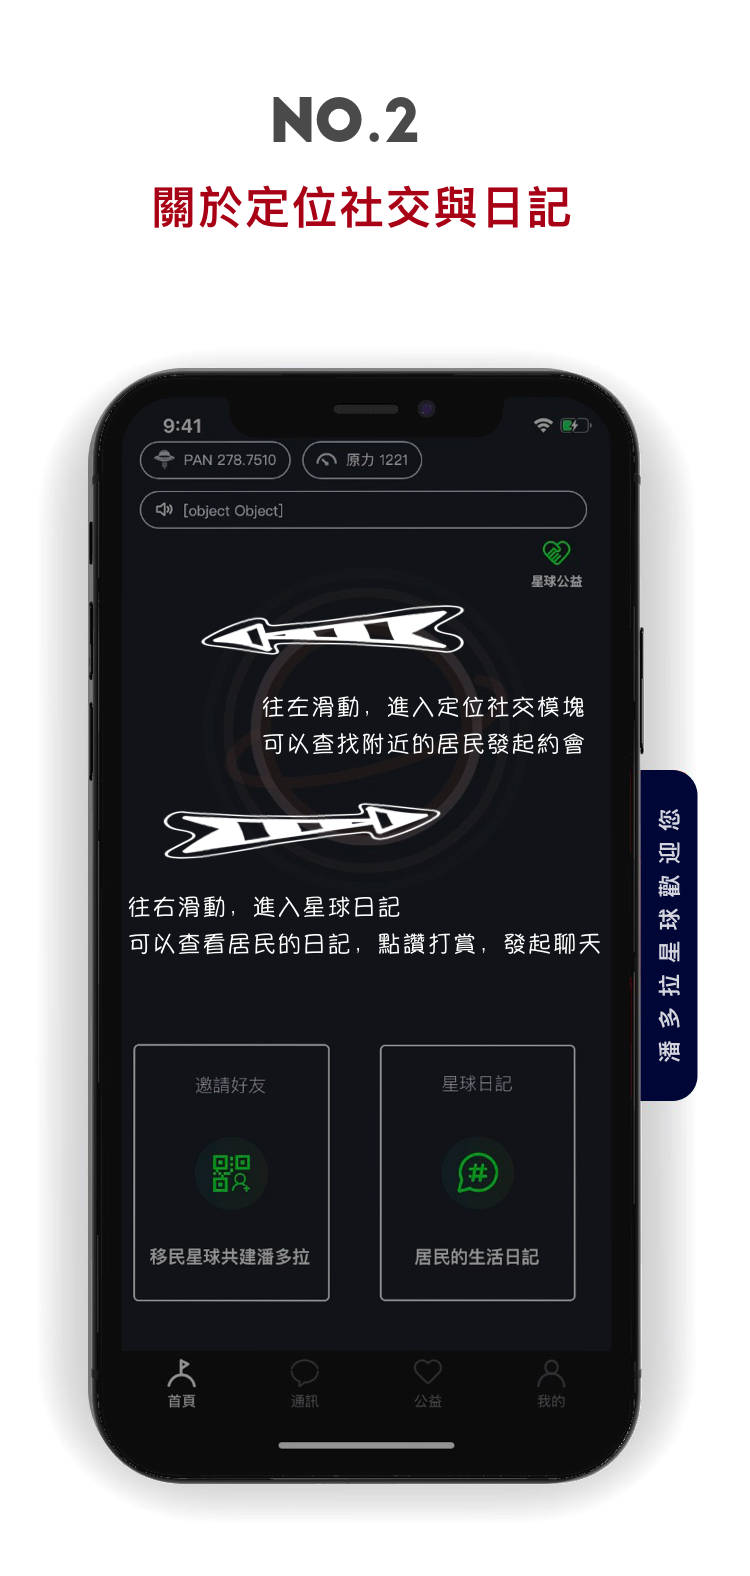 NO.2
關於定位社交與日記
9:41
PAN 278.7510
原力 1221
[object Object]
星球公益
往左滑動，進入定位社交模塊
可以查找附近的居民發起約會
往右滑動，進入星球日記
可以查看居民的日記，點讚打賞，發起聊天
潘多拉星球歡迎您
邀請好友
星球日記
移民星球共建潘多拉
居民的生活日記
首頁
通訊
公益
我的